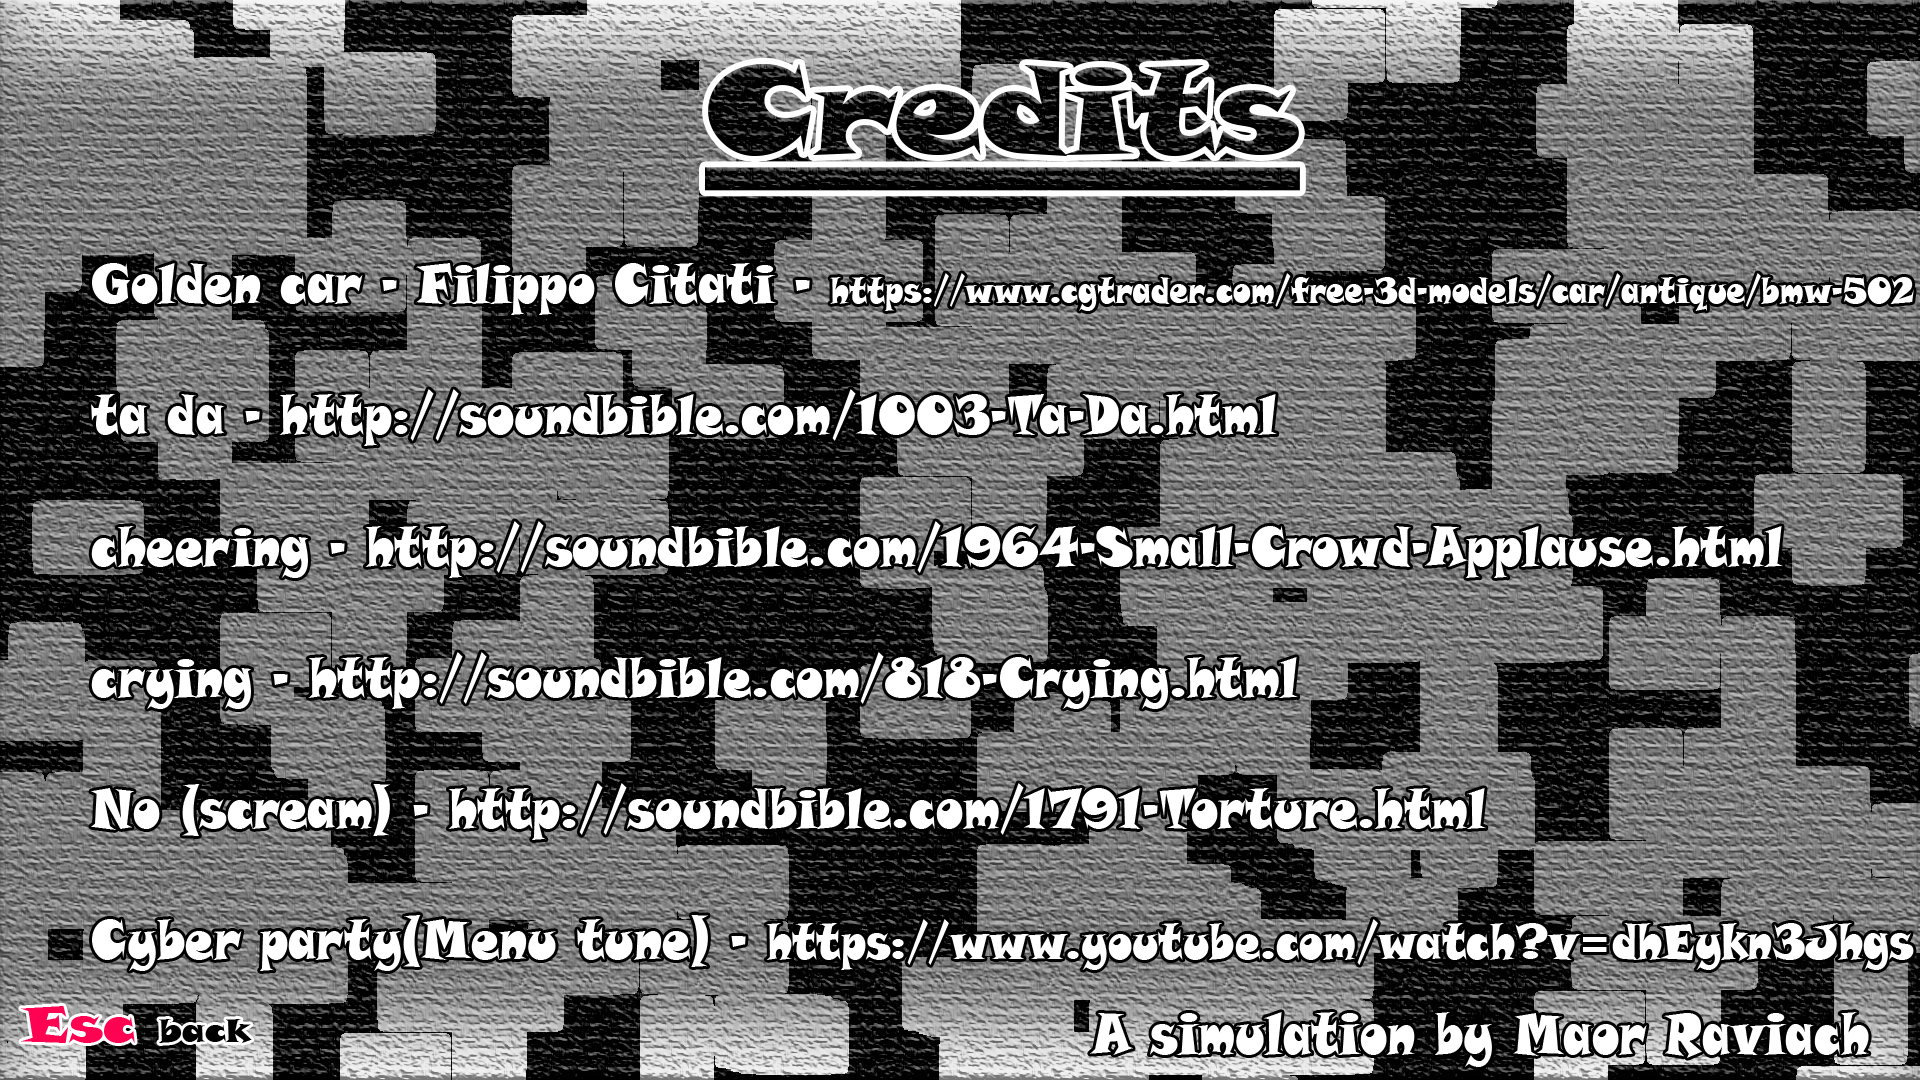 Credits
Golden car - Filippo Citati - https://www.cgtrader.com/free-3d-models/car/antique/bmw-502
ta da - http://soundbible.com/1003-Ta-Da.html
cheering - http://soundbible.com/1964-Small-Crowd-Applause.html
crying - http://soundbible.com/818-Crying.html
No (scream) - http://soundbible.com/1791-Torture.html
Cyber party(Menu tune) - https://www.youtube.com/watch?v=dhEykn3Jhgs
Esc back
A simulation by Maor Raviach